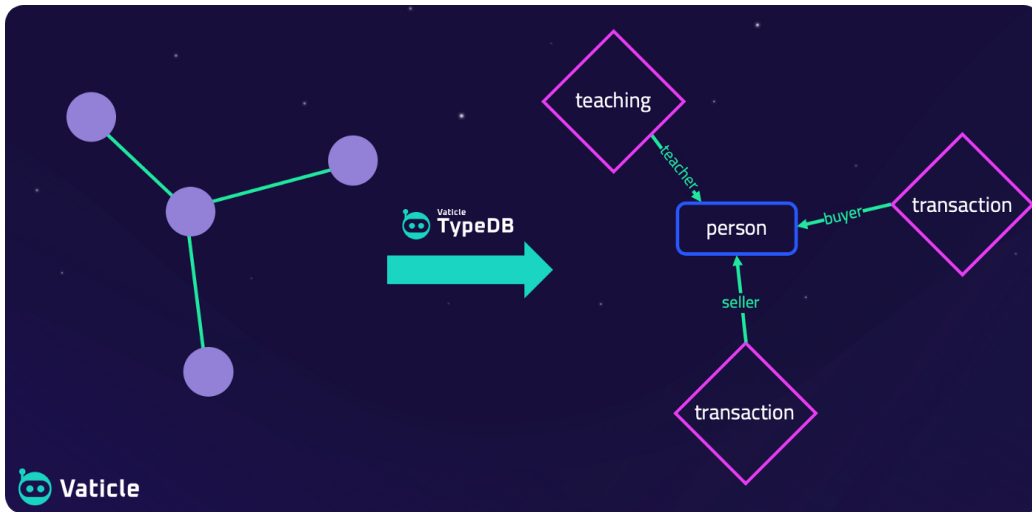 teaching
teacher
transaction
buyer
person
Vaticle
TypeDB
seller
transaction
Vaticle